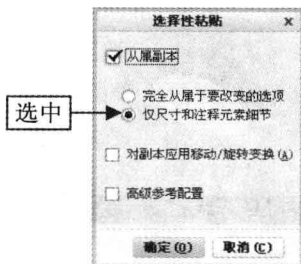 选择性粘贴 x
从属副本
完全从属于要改变的选项
选中
仅尺寸和注释元素细节
对副本应用移动/旋转变换(A)
高级参考配置
确定(O) 取消(C)